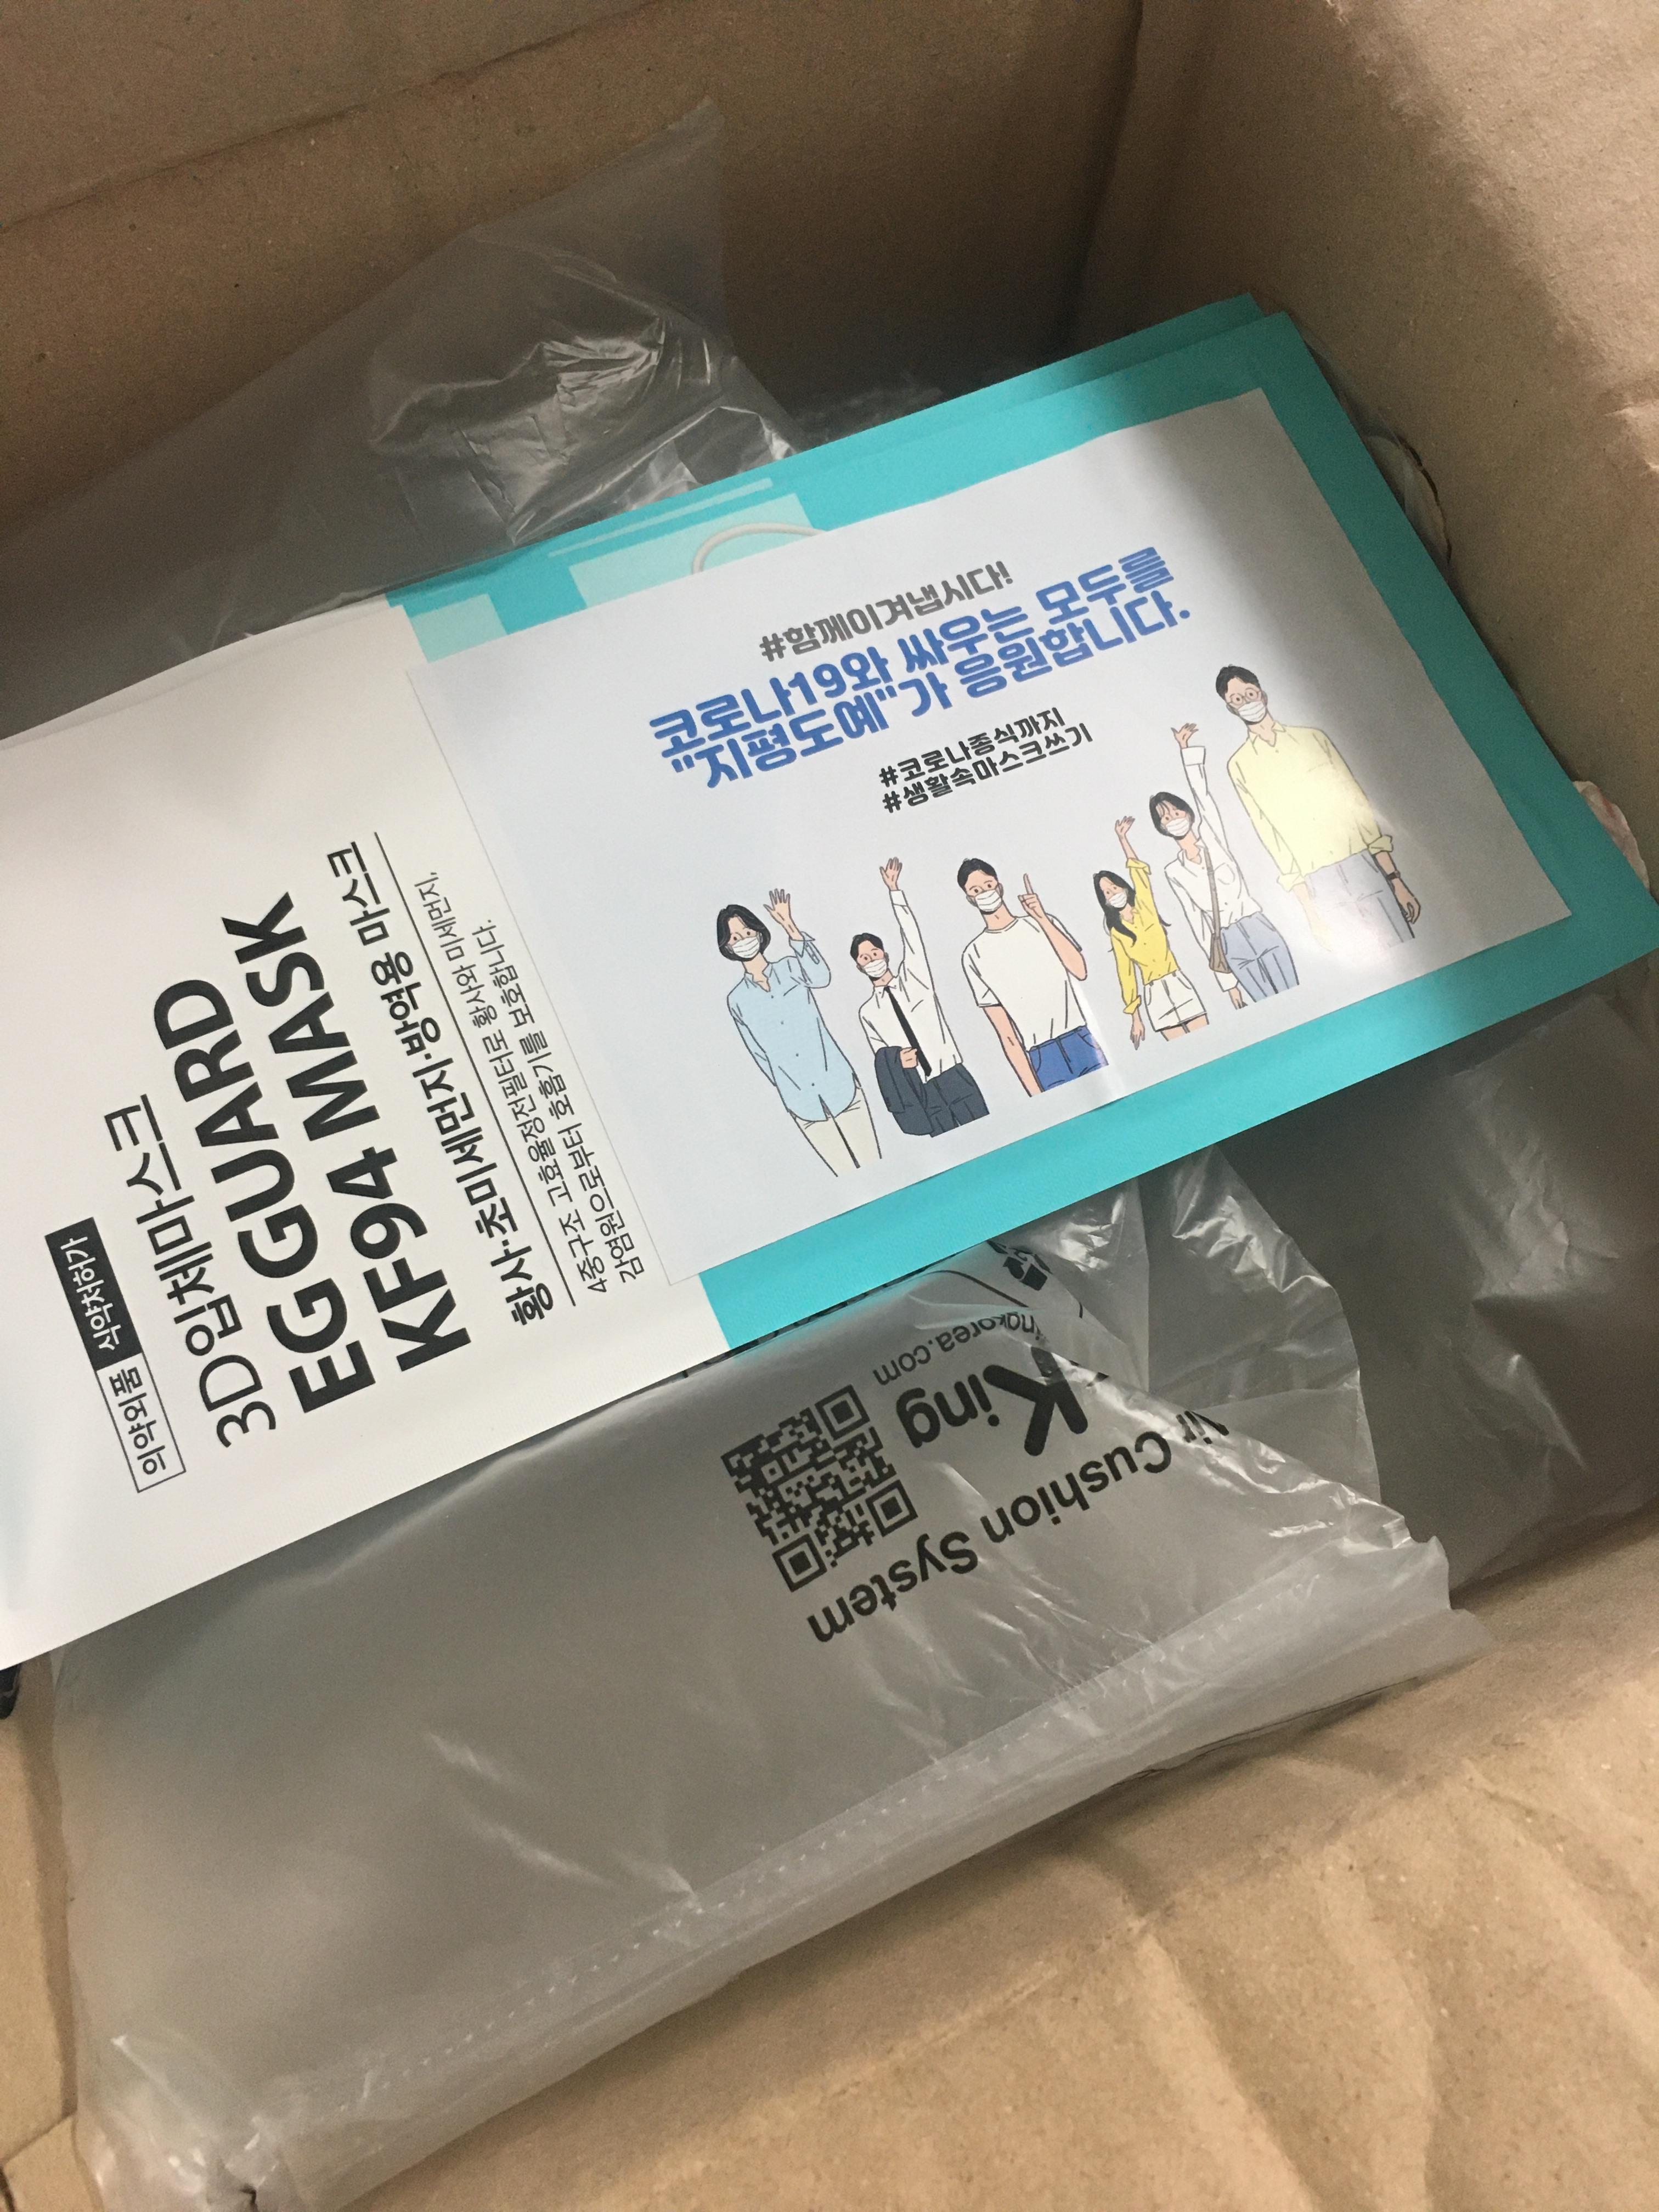 의약외품 식약처허가
3D입체마스크
EGGUARD
KF94 MASK
황사·초미세먼지·방역용 마스크
4중구조 고효율정전필터로 황사와 미세먼지,
감염원으로부터 호흡기를 보호합니다.
#함께이겨냅시다!
코로나19와 싸우는 모두를
"지평도예"가 응원합니다.
#코로나종식까지
#생활속마스크쓰기
Air Cushion System
King
ingkorea.com